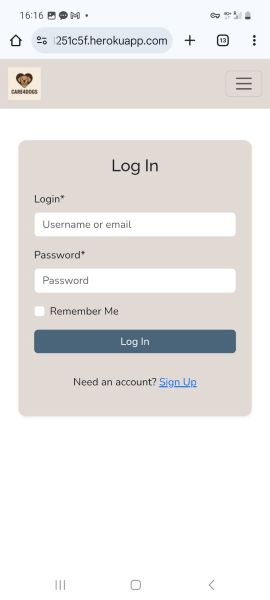 16:16
251c5f.herokuapp.com
13
CARE4DOGS
Log In
Login*
Username or email
Password*
Password
Remember Me
Log In
Need an account? Sign Up